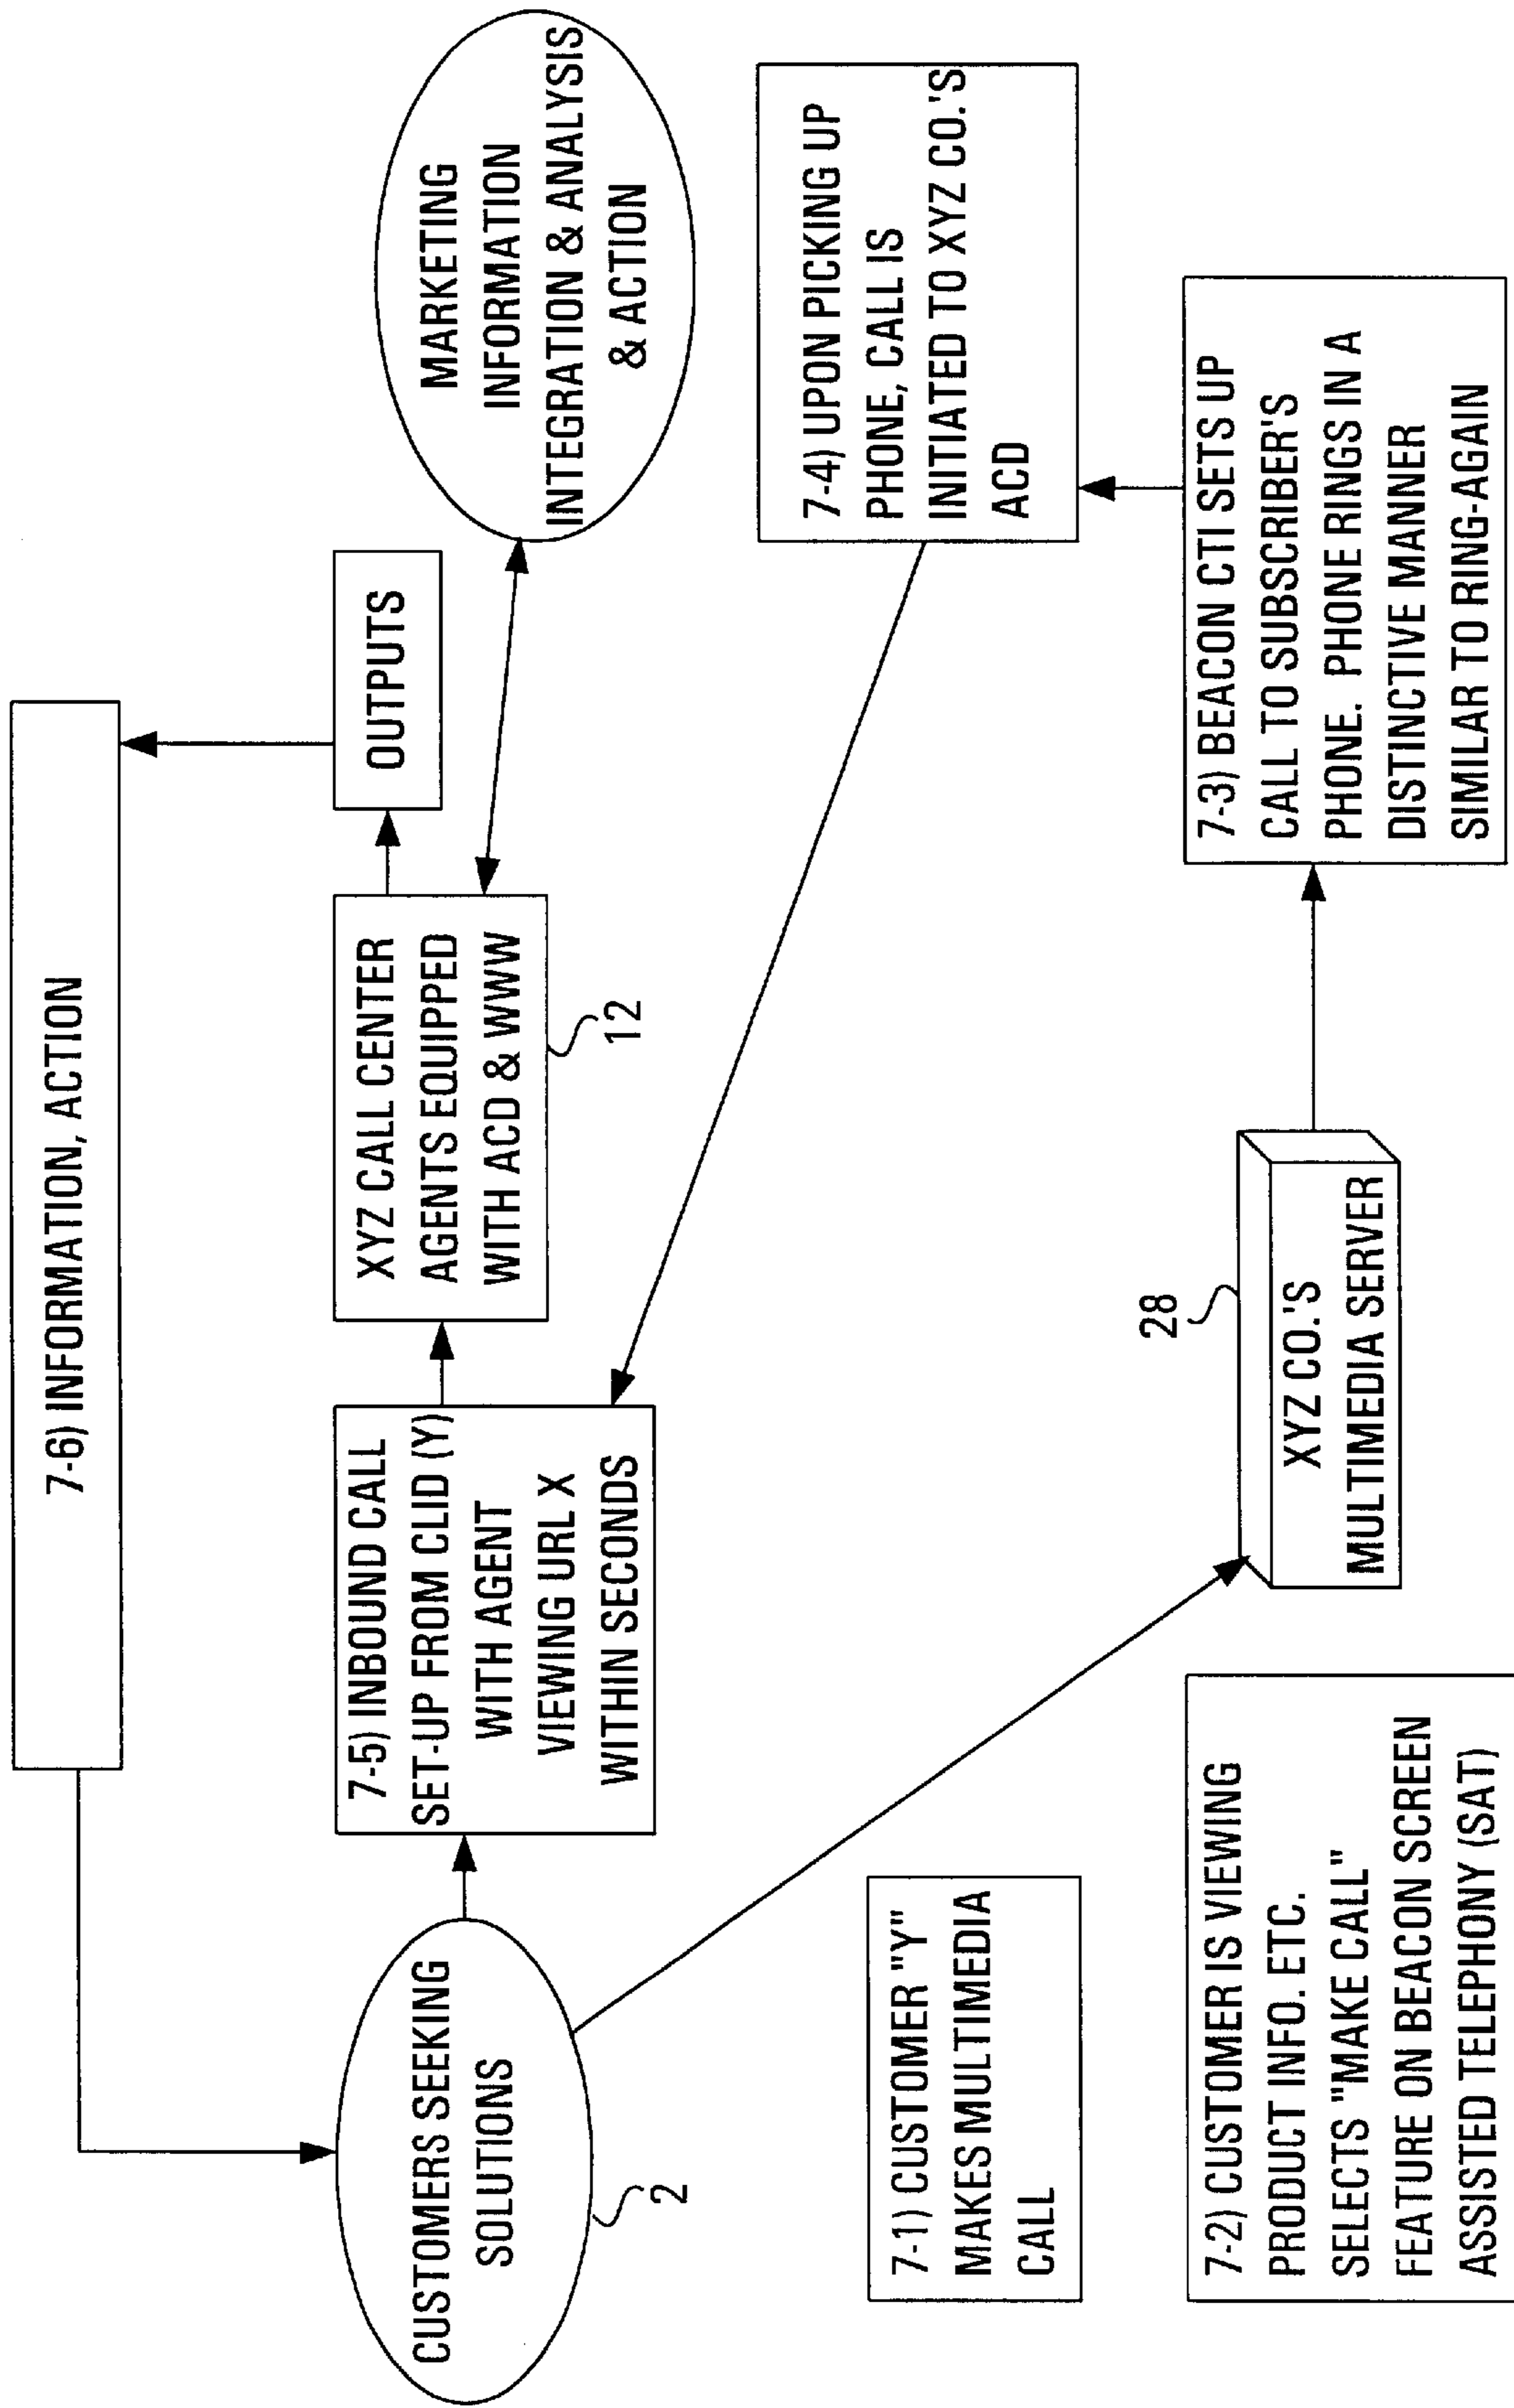 7-6) INFORMATION, ACTION
CUSTOMERS SEEKING
SOLUTIONS
2
7-5) INBOUND CALL
SET-UP FROM CLID (Y)
WITH AGENT
VIEWING URL X
WITHIN SECONDS
XYZ CALL CENTER
AGENTS EQUIPPED
WITH ACD & WWW
12
OUTPUTS
MARKETING
INFORMATION
INTEGRATION & ANALYSIS
& ACTION
7-1) CUSTOMER "Y"
MAKES MULTIMEDIA
CALL
7-4) UPON PICKING UP
PHONE, CALL IS
INITIATED TO XYZ CO.'S
ACD
7-2) CUSTOMER IS VIEWING
PRODUCT INFO. ETC.
SELECTS "MAKE CALL"
FEATURE ON BEACON SCREEN
ASSISTED TELEPHONY (SAT)
28
XYZ CO.'S
MULTIMEDIA SERVER
7-3) BEACON CTI SETS UP
CALL TO SUBSCRIBER'S
PHONE. PHONE RINGS IN A
DISTINCTIVE MANNER
SIMILAR TO RING-AGAIN